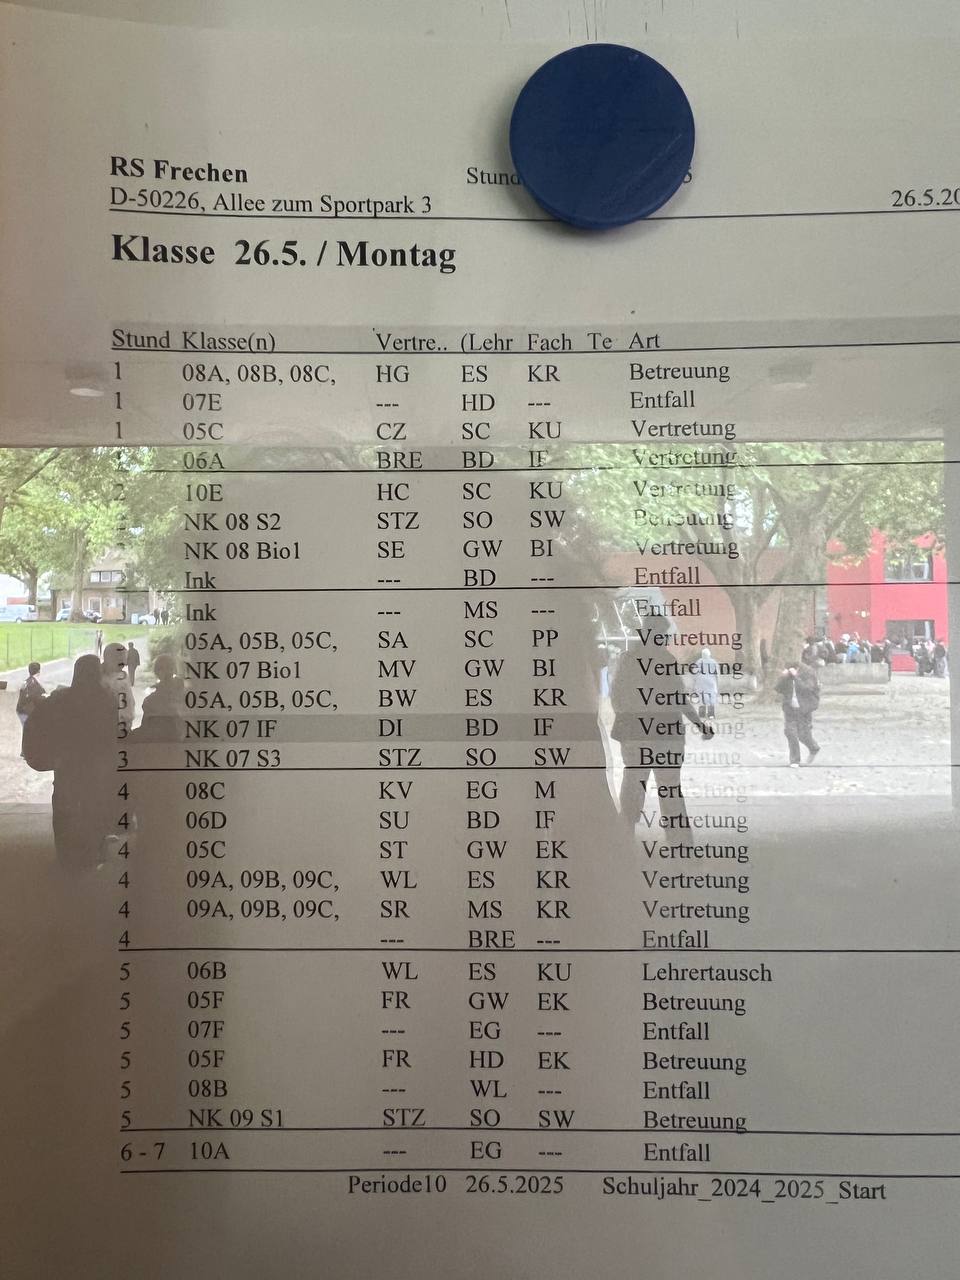 RS Frechen Stund
D-50226, Allee zum Sportpark 3 26.5.20
Klasse 26.5. / Montag
Stund Klasse(n) Vertre.. (Lehr Fach Te Art
1 08A, 08B, 08C, HG ES KR Betreuung
1 07E --- HD --- Entfall
1 05C CZ SC KU Vertretung
06A BRE BD IF Vertretung
2 10E HC SC KU Vertretung
NK 08 S2 STZ SO SW Betreuung
NK 08 Bio1 SE GW BI Vertretung
Ink --- BD --- Entfall
Ink --- MS --- Entfall
05A, 05B, 05C, SA SC PP Vertretung
3 NK 07 Bio1 MV GW BI Vertretung
3 05A, 05B, 05C, BW ES KR Vertretung
3 NK 07 IF DI BD IF Vertretung
3 NK 07 S3 STZ SO SW Betreuung
4 08C KV EG M Vertretung
4 06D SU BD IF Vertretung
4 05C ST GW EK Vertretung
4 09A, 09B, 09C, WL ES KR Vertretung
4 09A, 09B, 09C, SR MS KR Vertretung
4 --- BRE --- Entfall
5 06B WL ES KU Lehrertausch
5 05F FR GW EK Betreuung
5 07F --- EG --- Entfall
5 05F FR HD EK Betreuung
5 08B --- WL --- Entfall
5 NK 09 S1 STZ SO SW Betreuung
6 - 7 10A --- EG --- Entfall
Periode10 26.5.2025 Schuljahr_2024_2025_Start